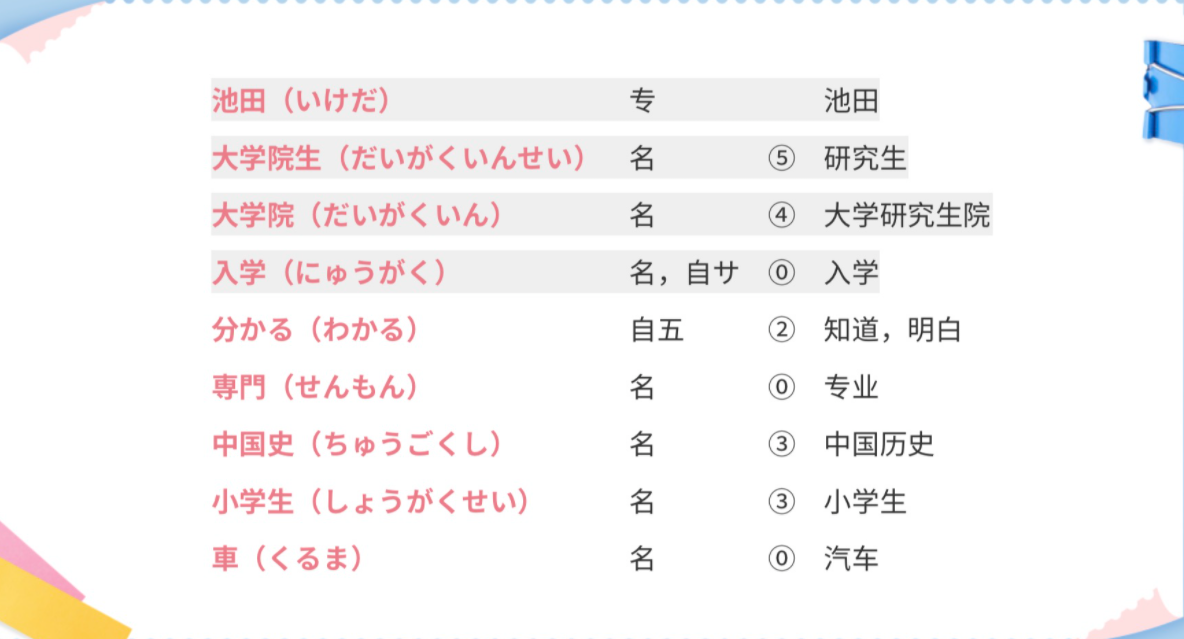 池田（いけだ） 专 池田
大学院生（だいがくいんせい） 名 ⑤ 研究生
大学院（だいがくいん） 名 ④ 大学研究生院
入学（にゅうがく） 名，自サ ⓪ 入学
分かる（わかる） 自五 ② 知道，明白
専門（せんもん） 名 ⓪ 专业
中国史（ちゅうごくし） 名 ③ 中国历史
小学生（しょうがくせい） 名 ③ 小学生
車（くるま） 名 ⓪ 汽车